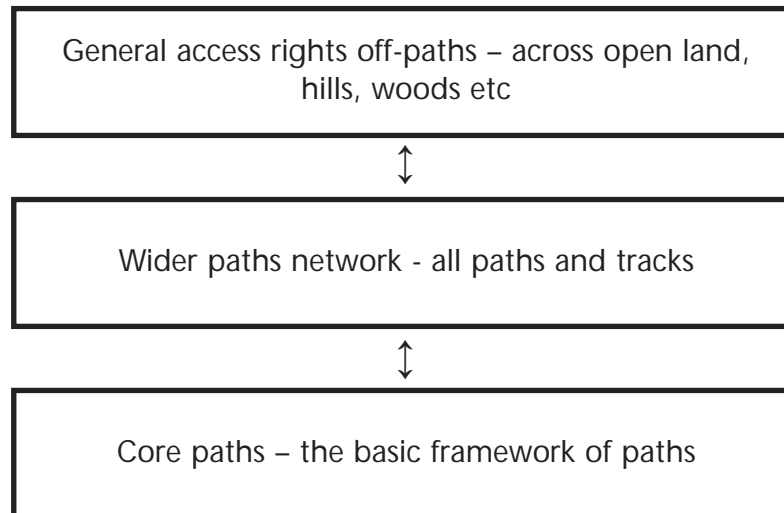 General access rights off-paths – across open land,
hills, woods etc
↕
Wider paths network - all paths and tracks
↕
Core paths – the basic framework of paths